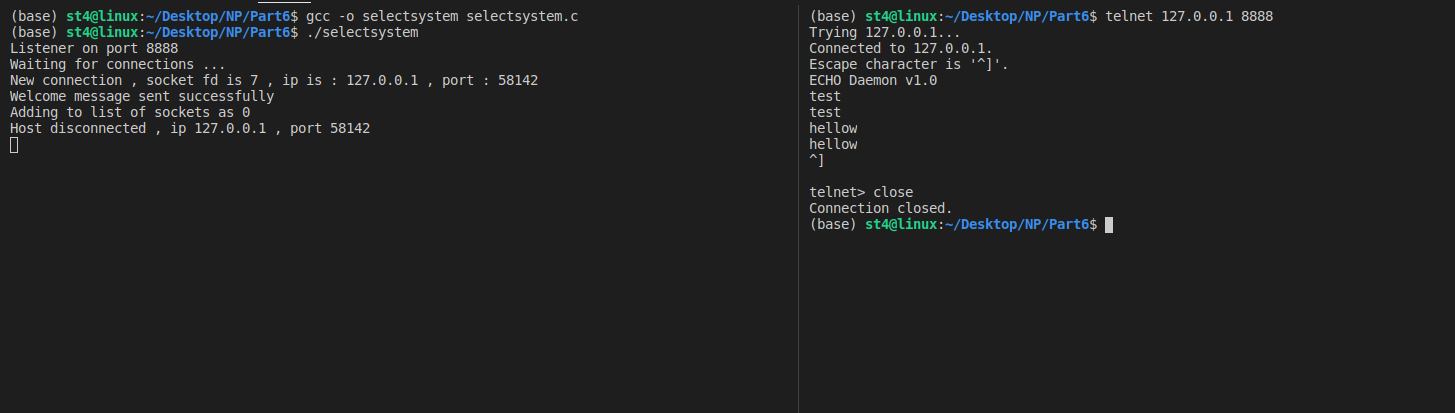 (base) st4@linux:~/Desktop/NP/Part6$ gcc -o selectsystem selectsystem.c
(base) st4@linux:~/Desktop/NP/Part6$ ./selectsystem
Listener on port 8888
Waiting for connections ...
New connection , socket fd is 7 , ip is : 127.0.0.1 , port : 58142
Welcome message sent successfully
Adding to list of sockets as 0
Host disconnected , ip 127.0.0.1 , port 58142
(base) st4@linux:~/Desktop/NP/Part6$ telnet 127.0.0.1 8888
Trying 127.0.0.1...
Connected to 127.0.0.1.
Escape character is '^]'.
ECHO Daemon v1.0
test
test
hellow
hellow
^]
telnet> close
Connection closed.
(base) st4@linux:~/Desktop/NP/Part6$